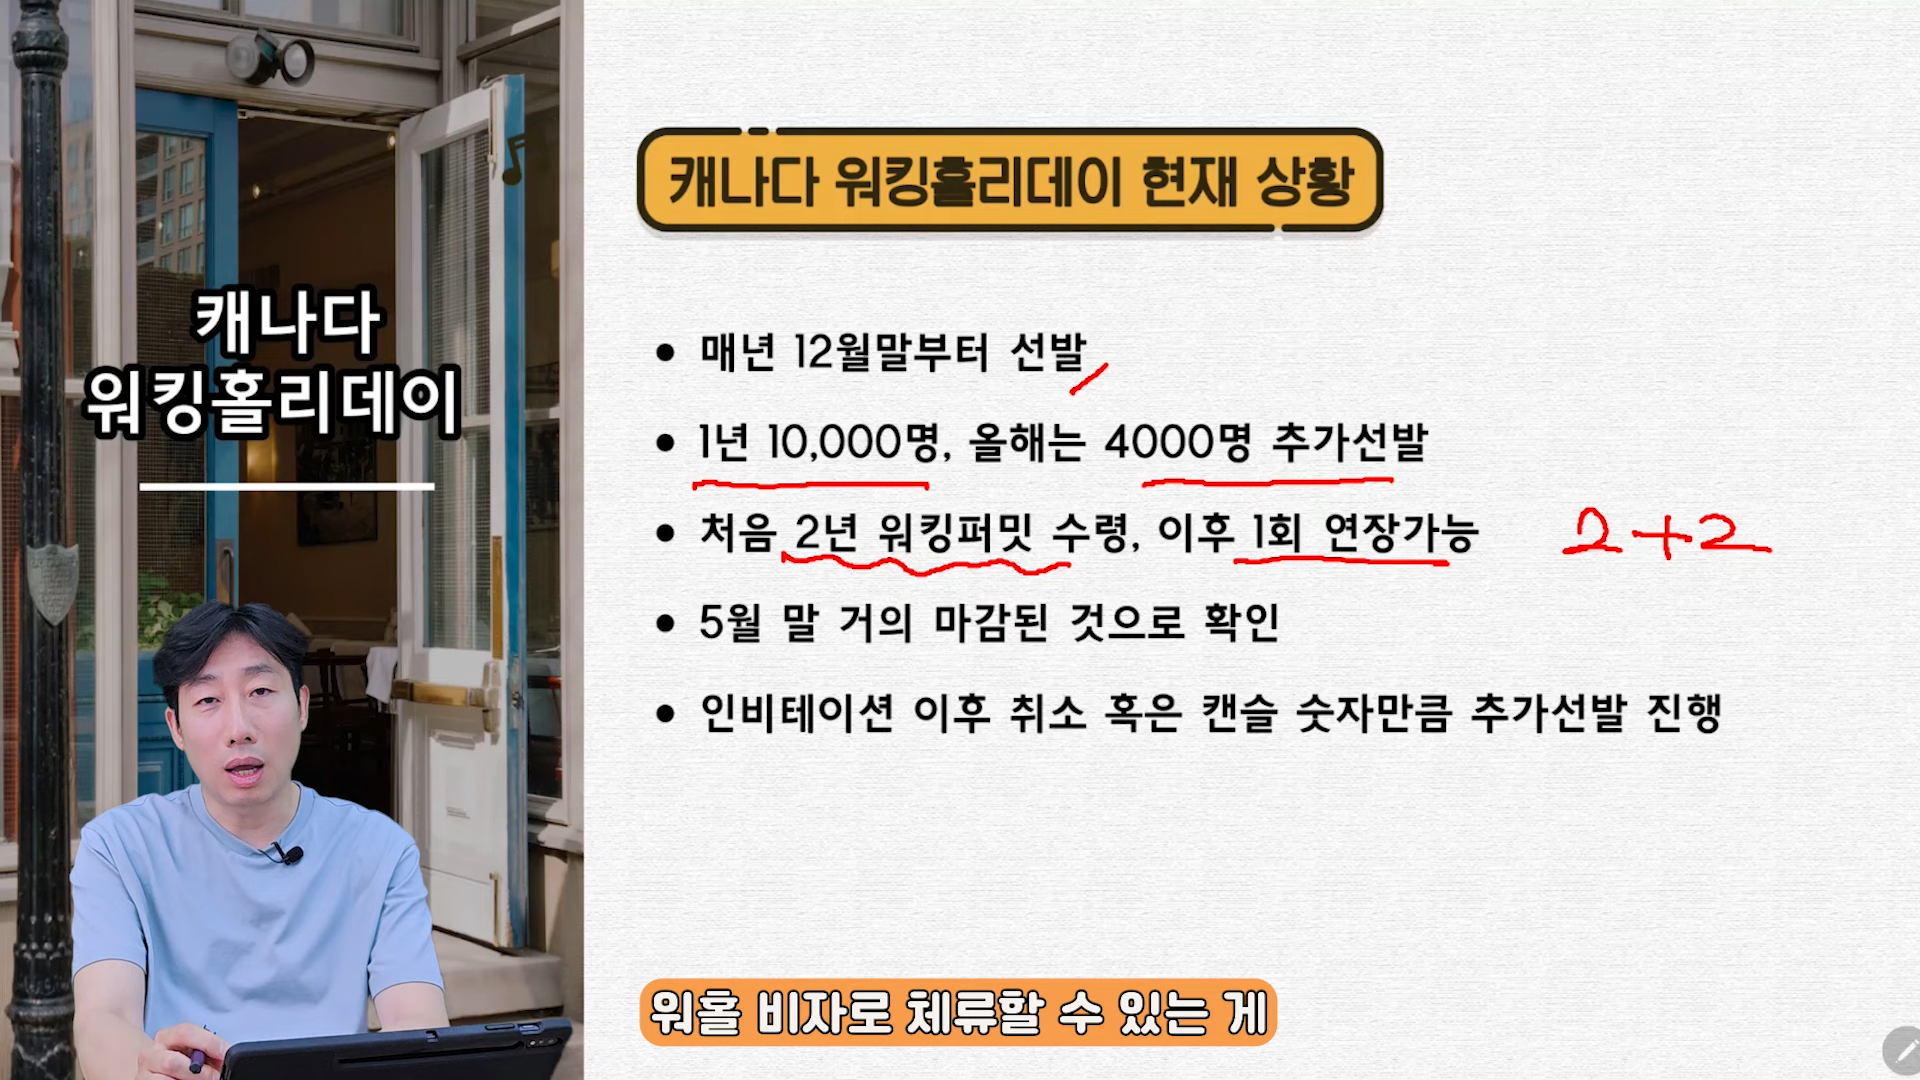 캐나다
워킹홀리데이
캐나다 워킹홀리데이 현재 상황
• 매년 12월말부터 선발
• 1년 10,000명, 올해는 4000명 추가선발
• 처음 2년 워킹퍼밋 수령, 이후 1회 연장가능 2+2
• 5월 말 거의 마감된 것으로 확인
• 인비테이션 이후 취소 혹은 캔슬 숫자만큼 추가선발 진행
워홀 비자로 체류할 수 있는 게